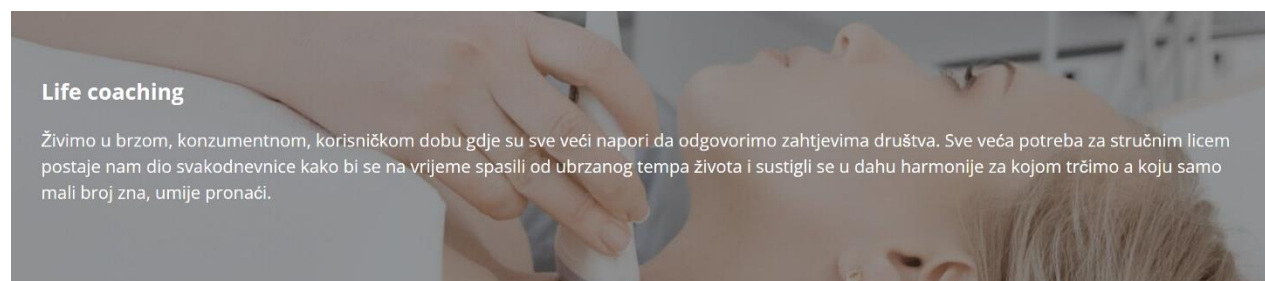 Life coaching
Živimo u brzom, konzumentnom, korisničkom dobu gdje su sve veći napori da odgovorimo zahtjevima društva. Sve veća potreba za stručnim licem
postaje nam dio svakodnevnice kako bi se na vrijeme spasili od ubrzanog tempa života i sustigli se u dahu harmonije za kojom trčimo a koju samo
mali broj zna, umije pronaći.